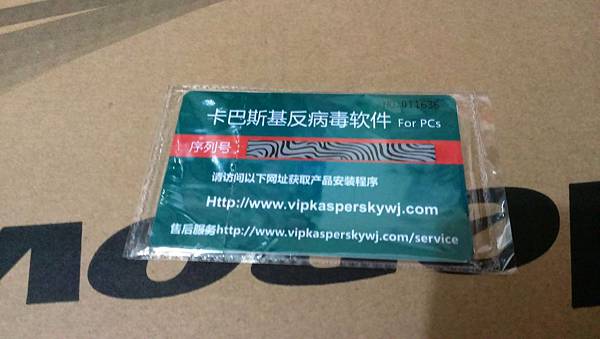 NO:011636
卡巴斯基反病毒软件 For PCs
序列号：
请访问以下网址获取产品安装程序
Http://www.vipkasperskywj.com
售后服务http://www.vipkasperskywj.com/service